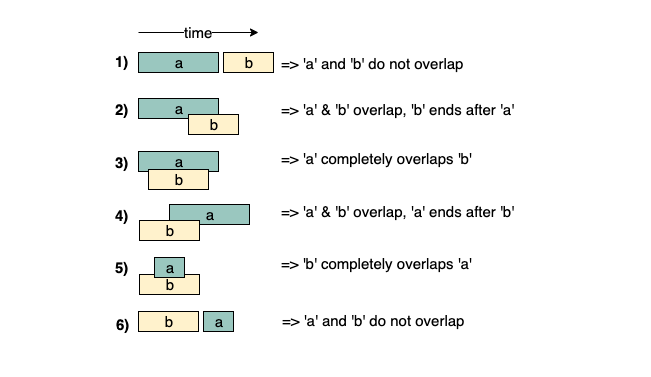 time
1) a b => 'a' and 'b' do not overlap
2) a => 'a' & 'b' overlap, 'b' ends after 'a'
b
3) a => 'a' completely overlaps 'b'
b
4) a => 'a' & 'b' overlap, 'a' ends after 'b'
b
5) a => 'b' completely overlaps 'a'
b
6) b a => 'a' and 'b' do not overlap